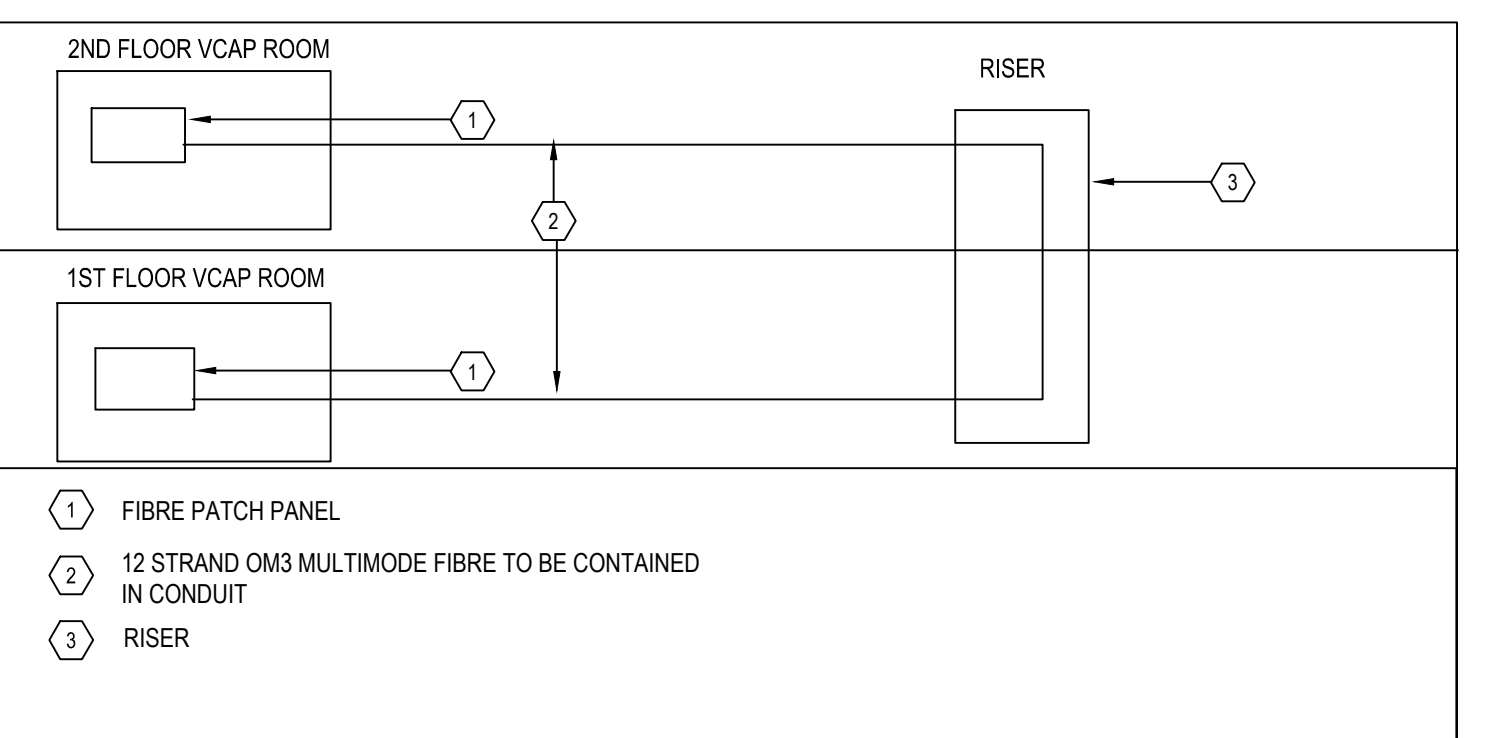 2ND FLOOR VCAP ROOM
RISER
1
3
2
1ST FLOOR VCAP ROOM
1
1 FIBRE PATCH PANEL
2 12 STRAND OM3 MULTIMODE FIBRE TO BE CONTAINED
IN CONDUIT
3 RISER